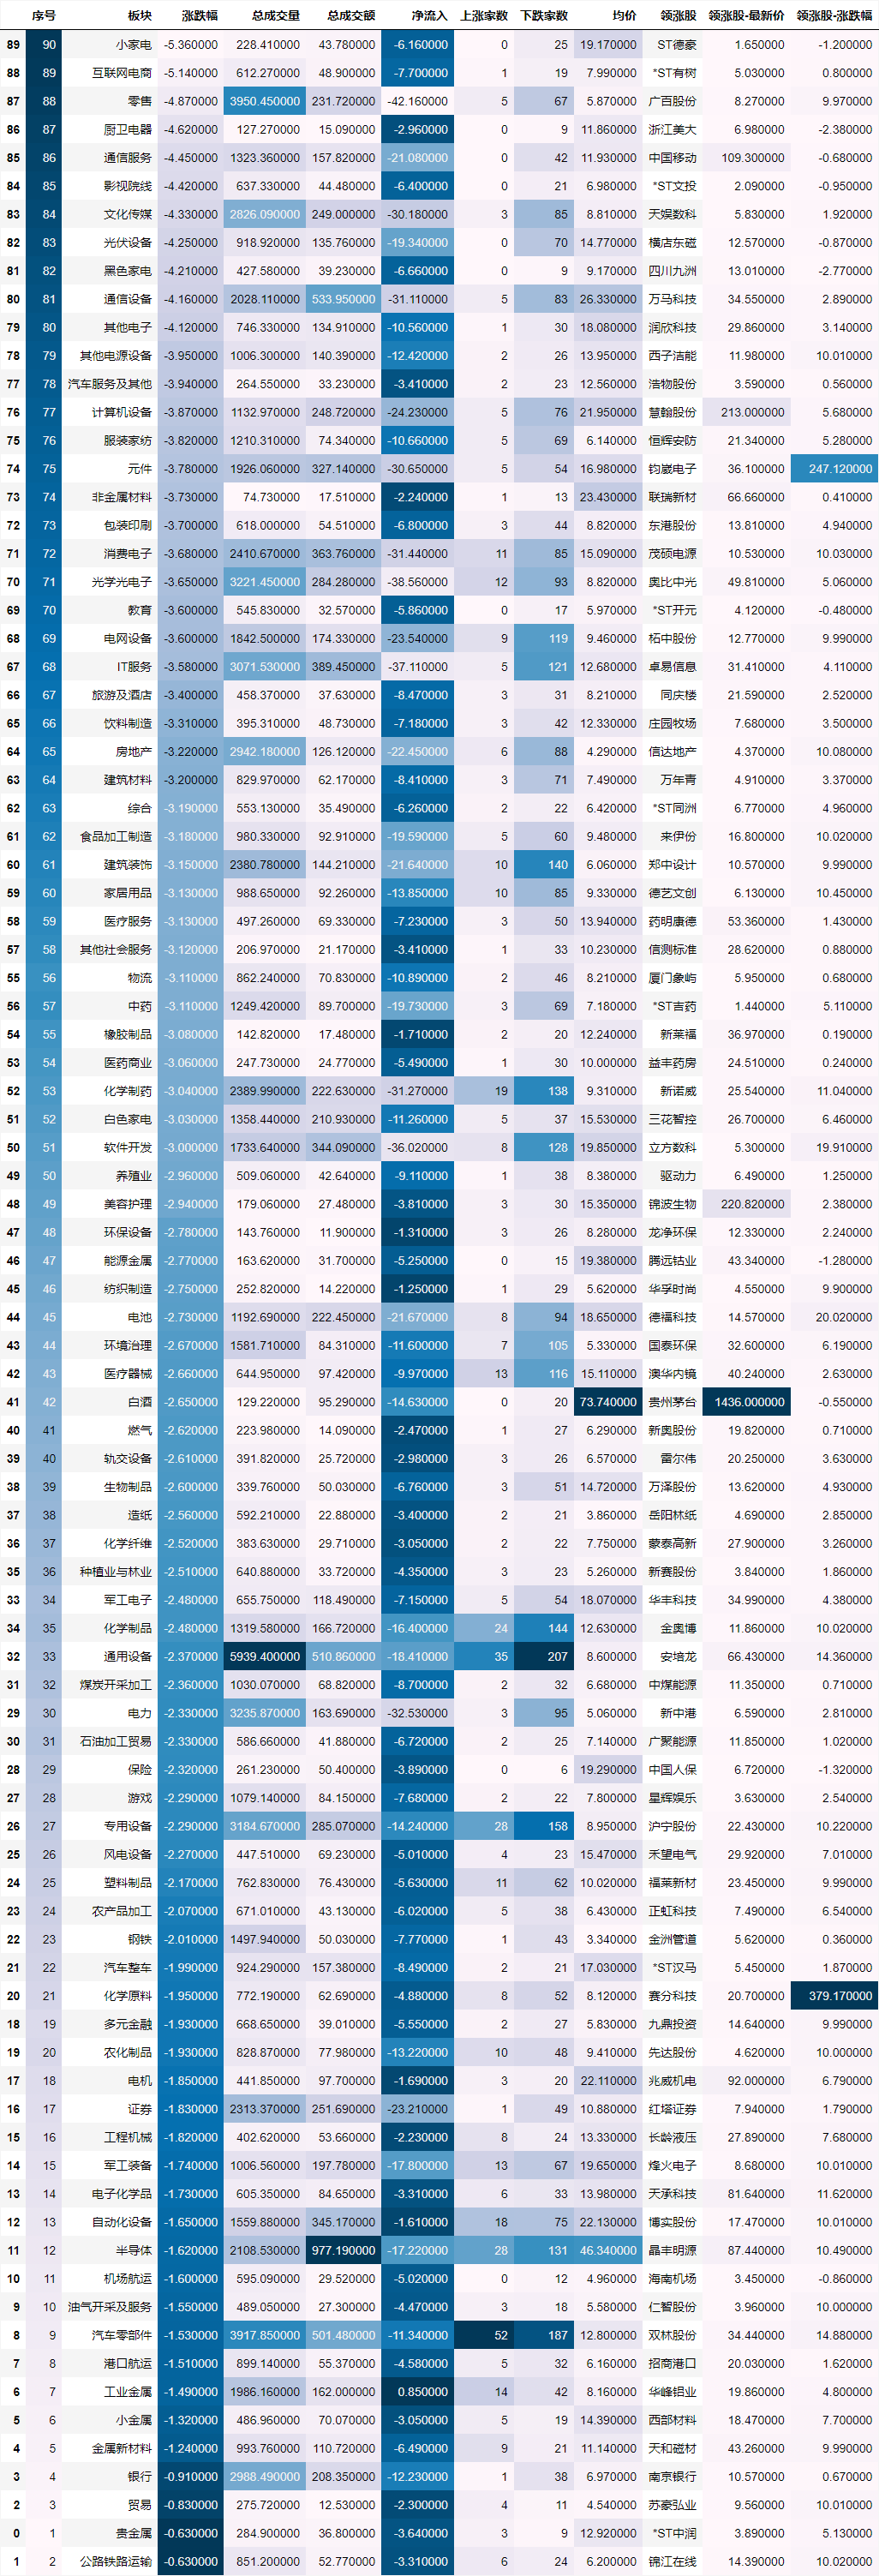 序号 板块 涨跌幅 总成交量 总成交额 净流入 上涨家数 下跌家数 均价 领涨股 领涨股-最新价 领涨股-涨跌幅
89 90 小家电 -5.360000 228.410000 43.780000 -6.160000 0 25 19.170000 ST德豪 1.650000 -1.200000
88 89 互联网电商 -5.140000 612.270000 48.900000 -7.700000 1 19 7.990000 *ST有树 5.030000 0.800000
87 88 零售 -4.870000 3950.450000 231.720000 -42.160000 5 67 5.870000 广百股份 8.270000 9.970000
86 87 厨卫电器 -4.620000 127.270000 15.090000 -2.960000 0 9 11.860000 浙江美大 6.980000 -2.380000
85 86 通信服务 -4.450000 1323.360000 157.820000 -21.080000 0 42 11.930000 中国移动 109.300000 -0.680000
84 85 影视院线 -4.420000 637.330000 44.480000 -6.400000 0 21 6.980000 *ST文投 2.090000 -0.950000
83 84 文化传媒 -4.330000 2826.090000 249.000000 -30.180000 3 85 8.810000 天娱数科 5.830000 1.920000
82 83 光伏设备 -4.250000 918.920000 135.760000 -19.340000 0 70 14.770000 横店东磁 12.570000 -0.870000
81 82 黑色家电 -4.210000 427.580000 39.230000 -6.660000 0 9 9.170000 四川九洲 13.010000 -2.770000
80 81 通信设备 -4.160000 2028.110000 533.950000 -31.110000 5 83 26.330000 万马科技 34.550000 2.890000
79 80 其他电子 -4.120000 746.330000 134.910000 -10.560000 1 30 18.080000 润欣科技 29.860000 3.140000
78 79 其他电源设备 -3.950000 1006.300000 140.390000 -12.420000 2 26 13.950000 西子洁能 11.980000 10.010000
77 78 汽车服务及其他 -3.940000 264.550000 33.230000 -3.410000 2 23 12.560000 浩物股份 3.590000 0.560000
76 77 计算机设备 -3.870000 1132.970000 248.720000 -24.230000 5 76 21.950000 慧翰股份 213.000000 5.680000
75 76 服装家纺 -3.820000 1210.310000 74.340000 -10.660000 5 69 6.140000 恒辉安防 21.340000 5.280000
74 75 元件 -3.780000 1926.060000 327.140000 -30.650000 5 54 16.980000 钧崴电子 36.100000 247.120000
73 74 非金属材料 -3.730000 74.730000 17.510000 -2.240000 1 13 23.430000 联瑞新材 66.660000 0.410000
72 73 包装印刷 -3.700000 618.000000 54.510000 -6.800000 3 44 8.820000 东港股份 13.810000 4.940000
71 72 消费电子 -3.680000 2410.670000 363.760000 -31.440000 11 85 15.090000 茂硕电源 10.530000 10.030000
70 71 光学光电子 -3.650000 3221.450000 284.280000 -38.560000 12 93 8.820000 奥比中光 49.810000 5.060000
69 70 教育 -3.600000 545.830000 32.570000 -5.860000 0 17 5.970000 *ST开元 4.120000 -0.480000
68 69 电网设备 -3.600000 1842.500000 174.330000 -23.540000 9 119 9.460000 柘中股份 12.770000 9.990000
67 68 IT服务 -3.580000 3071.530000 389.450000 -37.110000 5 121 12.680000 卓易信息 31.410000 4.110000
66 67 旅游及酒店 -3.400000 458.370000 37.630000 -8.470000 3 31 8.210000 同庆楼 21.590000 2.520000
65 66 饮料制造 -3.310000 395.310000 48.730000 -7.180000 3 42 12.330000 庄园牧场 7.680000 3.500000
64 65 房地产 -3.220000 2942.180000 126.120000 -22.450000 6 88 4.290000 信达地产 4.370000 10.080000
63 64 建筑材料 -3.200000 829.970000 62.170000 -8.410000 3 71 7.490000 万年青 4.910000 3.370000
62 63 综合 -3.190000 553.130000 35.490000 -6.260000 2 22 6.420000 *ST同洲 6.770000 4.960000
61 62 食品加工制造 -3.180000 980.330000 92.910000 -19.590000 5 60 9.480000 来伊份 16.800000 10.020000
60 61 建筑装饰 -3.150000 2380.780000 144.210000 -21.640000 10 140 6.060000 郑中设计 10.570000 9.990000
59 60 家居用品 -3.130000 988.650000 92.260000 -13.850000 10 85 9.330000 德艺文创 6.130000 10.450000
58 59 医疗服务 -3.130000 497.260000 69.330000 -7.230000 3 50 13.940000 药明康德 53.360000 1.430000
57 58 其他社会服务 -3.120000 206.970000 21.170000 -3.410000 1 33 10.230000 信测标准 28.620000 0.880000
55 56 物流 -3.110000 862.240000 70.830000 -10.890000 2 46 8.210000 厦门象屿 5.950000 0.680000
56 57 中药 -3.110000 1249.420000 89.700000 -19.730000 3 69 7.180000 *ST吉药 1.440000 5.110000
54 55 橡胶制品 -3.080000 142.820000 17.480000 -1.710000 2 20 12.240000 新莱福 36.970000 0.190000
53 54 医药商业 -3.060000 247.730000 24.770000 -5.490000 1 30 10.000000 益丰药房 24.510000 0.240000
52 53 化学制药 -3.040000 2389.990000 222.630000 -31.270000 19 138 9.310000 新诺威 25.540000 11.040000
51 52 白色家电 -3.030000 1358.440000 210.930000 -11.260000 5 37 15.530000 三花智控 26.700000 6.460000
50 51 软件开发 -3.000000 1733.640000 344.090000 -36.020000 8 128 19.850000 立方数科 5.300000 19.910000
49 50 养殖业 -2.960000 509.060000 42.640000 -9.110000 1 38 8.380000 驱动力 6.490000 1.250000
48 49 美容护理 -2.940000 179.060000 27.480000 -3.810000 3 30 15.350000 锦波生物 220.820000 2.380000
47 48 环保设备 -2.780000 143.760000 11.900000 -1.310000 3 26 8.280000 龙净环保 12.330000 2.240000
46 47 能源金属 -2.770000 163.620000 31.700000 -5.250000 0 15 19.380000 腾远钴业 43.340000 -1.280000
45 46 纺织制造 -2.750000 252.820000 14.220000 -1.250000 1 29 5.620000 华孚时尚 4.550000 9.900000
44 45 电池 -2.730000 1192.690000 222.450000 -21.670000 8 94 18.650000 德福科技 14.570000 20.020000
43 44 环境治理 -2.670000 1581.710000 84.310000 -11.600000 7 105 5.330000 国泰环保 32.600000 6.190000
42 43 医疗器械 -2.660000 644.950000 97.420000 -9.970000 13 116 15.110000 澳华内镜 40.240000 2.630000
41 42 白酒 -2.650000 129.220000 95.290000 -14.630000 0 20 73.740000 贵州茅台 1436.000000 -0.550000
40 41 燃气 -2.620000 223.980000 14.090000 -2.470000 1 27 6.290000 新奥股份 19.820000 0.710000
39 40 轨交设备 -2.610000 391.820000 25.720000 -2.980000 3 26 6.570000 雷尔伟 20.250000 3.630000
38 39 生物制品 -2.600000 339.760000 50.030000 -6.760000 3 51 14.720000 万泽股份 13.620000 4.930000
37 38 造纸 -2.560000 592.210000 22.880000 -3.400000 2 21 3.860000 岳阳林纸 4.690000 2.850000
36 37 化学纤维 -2.520000 383.630000 29.710000 -3.050000 2 22 7.750000 蒙泰高新 27.900000 3.260000
35 36 种植业与林业 -2.510000 640.880000 33.720000 -4.350000 3 23 5.260000 新赛股份 3.840000 1.860000
33 34 军工电子 -2.480000 655.750000 118.490000 -7.150000 5 54 18.070000 华丰科技 34.990000 4.380000
34 35 化学制品 -2.480000 1319.580000 166.720000 -16.400000 24 144 12.630000 金奥博 11.860000 10.020000
32 33 通用设备 -2.370000 5939.400000 510.860000 -18.410000 35 207 8.600000 安培龙 66.430000 14.360000
31 32 煤炭开采加工 -2.360000 1030.070000 68.820000 -8.700000 2 32 6.680000 中煤能源 11.350000 0.710000
29 30 电力 -2.330000 3235.870000 163.690000 -32.530000 3 95 5.060000 新中港 6.590000 2.810000
30 31 石油加工贸易 -2.330000 586.660000 41.880000 -6.720000 2 25 7.140000 广聚能源 11.850000 1.020000
28 29 保险 -2.320000 261.230000 50.400000 -3.890000 0 6 19.290000 中国人保 6.720000 -1.320000
27 28 游戏 -2.290000 1079.140000 84.150000 -7.680000 2 22 7.800000 星辉娱乐 3.630000 2.540000
26 27 专用设备 -2.290000 3184.670000 285.070000 -14.240000 28 158 8.950000 沪宁股份 22.430000 10.220000
25 26 风电设备 -2.270000 447.510000 69.230000 -5.010000 4 23 15.470000 禾望电气 29.920000 7.010000
24 25 塑料制品 -2.170000 762.830000 76.430000 -5.630000 11 62 10.020000 福莱新材 23.450000 9.990000
23 24 农产品加工 -2.070000 671.010000 43.130000 -6.020000 5 38 6.430000 正虹科技 7.490000 6.540000
22 23 钢铁 -2.010000 1497.940000 50.030000 -7.770000 1 43 3.340000 金洲管道 5.620000 0.360000
21 22 汽车整车 -1.990000 924.290000 157.380000 -8.490000 2 21 17.030000 *ST汉马 5.450000 1.870000
20 21 化学原料 -1.950000 772.190000 62.690000 -4.880000 8 52 8.120000 赛分科技 20.700000 379.170000
18 19 多元金融 -1.930000 668.650000 39.010000 -5.550000 2 27 5.830000 九鼎投资 14.640000 9.990000
19 20 农化制品 -1.930000 828.870000 77.980000 -13.220000 10 48 9.410000 先达股份 4.620000 10.000000
17 18 电机 -1.850000 441.850000 97.700000 -1.690000 3 20 22.110000 兆威机电 92.000000 6.790000
16 17 证券 -1.830000 2313.370000 251.690000 -23.210000 1 49 10.880000 红塔证券 7.940000 1.790000
15 16 工程机械 -1.820000 402.620000 53.660000 -2.230000 8 24 13.330000 长龄液压 27.890000 7.680000
14 15 军工装备 -1.740000 1006.560000 197.780000 -17.800000 13 67 19.650000 烽火电子 8.680000 10.010000
13 14 电子化学品 -1.730000 605.350000 84.650000 -3.310000 6 33 13.980000 天承科技 81.640000 11.620000
12 13 自动化设备 -1.650000 1559.880000 345.170000 -1.610000 18 75 22.130000 博实股份 17.470000 10.010000
11 12 半导体 -1.620000 2108.530000 977.190000 -17.220000 28 131 46.340000 晶丰明源 87.440000 10.490000
10 11 机场航运 -1.600000 595.090000 29.520000 -5.020000 0 12 4.960000 海南机场 3.450000 -0.860000
9 10 油气开采及服务 -1.550000 489.050000 27.300000 -4.470000 3 18 5.580000 仁智股份 3.960000 10.000000
8 9 汽车零部件 -1.530000 3917.850000 501.480000 -11.340000 52 187 12.800000 双林股份 34.440000 14.880000
7 8 港口航运 -1.510000 899.140000 55.370000 -4.580000 5 32 6.160000 招商港口 20.030000 1.620000
6 7 工业金属 -1.490000 1986.160000 162.000000 0.850000 14 42 8.160000 华峰铝业 19.860000 4.800000
5 6 小金属 -1.320000 486.960000 70.070000 -3.050000 5 19 14.390000 西部材料 18.470000 7.700000
4 5 金属新材料 -1.240000 993.760000 110.720000 -6.490000 9 21 11.140000 天和磁材 43.260000 9.990000
3 4 银行 -0.910000 2988.490000 208.350000 -12.230000 1 38 6.970000 南京银行 10.570000 0.670000
2 3 贸易 -0.830000 275.720000 12.530000 -2.300000 4 11 4.540000 苏豪弘业 9.560000 10.010000
0 1 贵金属 -0.630000 284.900000 36.800000 -3.640000 3 9 12.920000 *ST中润 3.890000 5.130000
1 2 公路铁路运输 -0.630000 851.200000 52.770000 -3.310000 6 24 6.200000 锦江在线 14.390000 10.020000